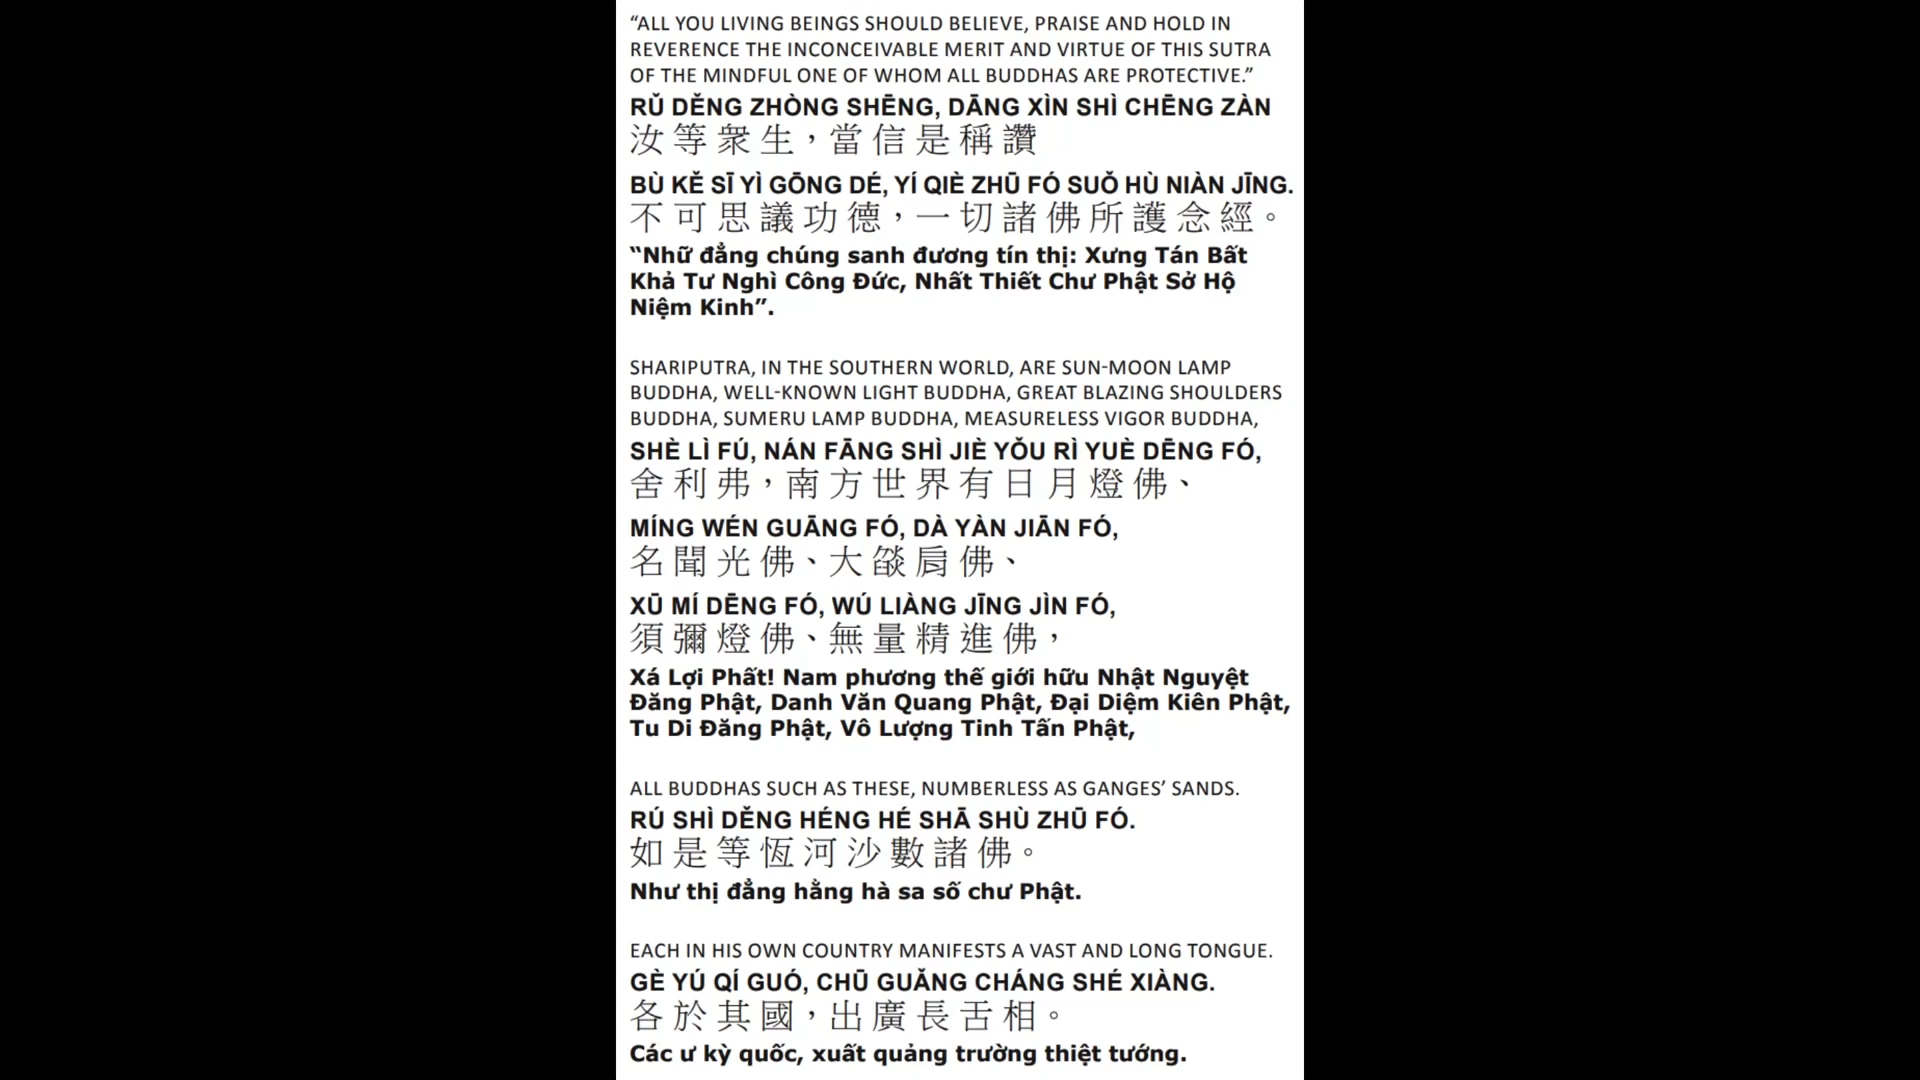 “ALL YOU LIVING BEINGS SHOULD BELIEVE, PRAISE AND HOLD IN
REVERENCE THE INCONCEIVABLE MERIT AND VIRTUE OF THIS SUTRA
OF THE MINDFUL ONE OF WHOM ALL BUDDHAS ARE PROTECTIVE.”
RǓ DĚNG ZHÒNG SHĒNG, DĀNG XÌN SHÌ CHĒNG ZÀN
汝等衆生，當信是稱讚
BÙ KĚ SĪ YÌ GŌNG DÉ, YÍ QIÈ ZHŪ FÓ SUǑ HÙ NIÀN JĪNG.
不可思議功德，一切諸佛所護念經。
“Nhữ đẳng chúng sanh đương tín thị: Xưng Tán Bất
Khả Tư Nghì Công Đức, Nhất Thiết Chư Phật Sở Hộ
Niệm Kinh”.
SHARIPUTRA, IN THE SOUTHERN WORLD, ARE SUN-MOON LAMP
BUDDHA, WELL-KNOWN LIGHT BUDDHA, GREAT BLAZING SHOULDERS
BUDDHA, SUMERU LAMP BUDDHA, MEASURELESS VIGOR BUDDHA,
SHÈ LÌ FÚ, NÁN FĀNG SHÌ JIÈ YǑU RÌ YUÈ DĒNG FÓ,
舍利弗，南方世界有日月燈佛、
MÍNG WÉN GUĀNG FÓ, DÀ YÀN JIĀN FÓ,
名聞光佛、大燄肩佛、
XŪ MÍ DĒNG FÓ, WÚ LIÀNG JĪNG JÌN FÓ,
須彌燈佛、無量精進佛，
Xá Lợi Phất! Nam phương thế giới hữu Nhật Nguyệt
Đăng Phật, Danh Văn Quang Phật, Đại Diệm Kiên Phật,
Tu Di Đăng Phật, Vô Lượng Tinh Tấn Phật,
ALL BUDDHAS SUCH AS THESE, NUMBERLESS AS GANGES’ SANDS.
RÚ SHÌ DĚNG HÉNG HÉ SHĀ SHÙ ZHŪ FÓ.
如是等恆河沙數諸佛。
Như thị đẳng hằng hà sa số chư Phật.
EACH IN HIS OWN COUNTRY MANIFESTS A VAST AND LONG TONGUE.
GÈ YÚ QÍ GUÓ, CHŪ GUǍNG CHÁNG SHÉ XIÀNG.
各於其國，出廣長舌相。
Các ư kỳ quốc, xuất quảng trường thiệt tướng.